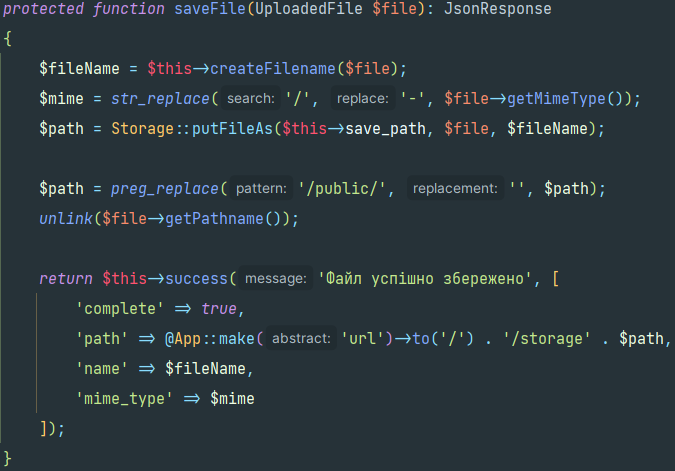 protected function saveFile(UploadedFile $file): JsonResponse
{
$fileName = $this->createFilename($file);
$mime = str_replace( search: '/', replace: '-', $file->getMimeType());
$path = Storage::putFileAs($this->save_path, $file, $fileName);
$path = preg_replace( pattern: '/public/', replacement: '', $path);
unlink($file->getPathname());
return $this->success( message: 'Файл успішно збережено', [
'complete' => true,
'path' => @App::make( abstract: 'url')->to('/') . '/storage' . $path,
'name' => $fileName,
'mime_type' => $mime
]);
}